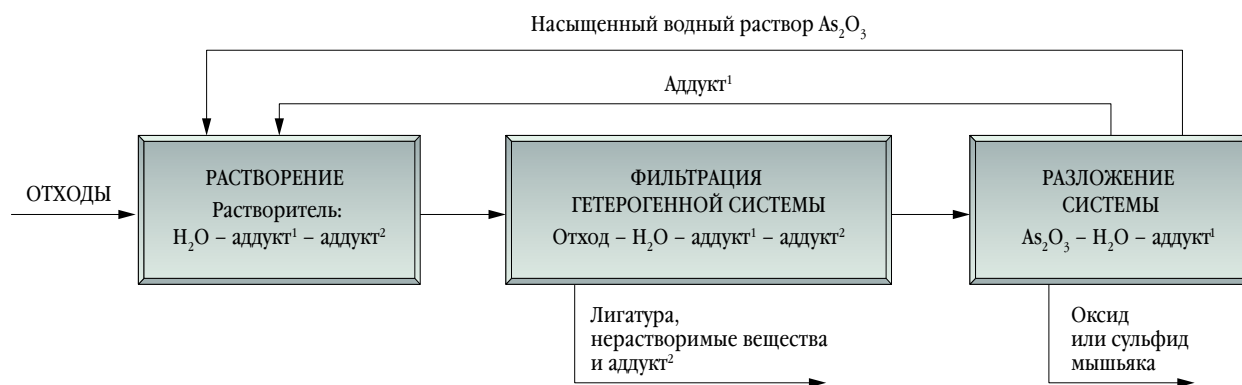 Насыщенный водный раствор As₂O₃
Аддукт¹
ОТХОДЫ
РАСТВОРЕНИЕ
Растворитель:
H₂O – аддукт¹ – аддукт²
ФИЛЬТРАЦИЯ
ГЕТЕРОГЕННОЙ СИСТЕМЫ
Отход – H₂O – аддукт¹ – аддукт²
РАЗЛОЖЕНИЕ
СИСТЕМЫ
As₂O₃ – H₂O – аддукт¹
Лигатура,
нерастворимые вещества
и аддукт²
Оксид
или сульфид
мышьяка